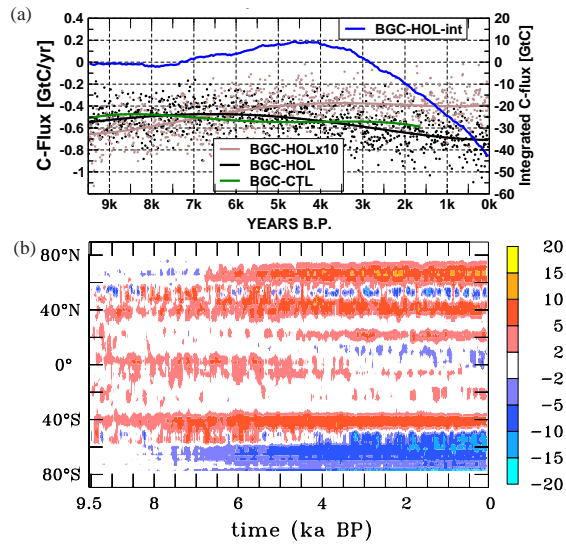 (a)
BGC-HOL-int
0.4
0.2
0
-0.2
-0.4
-0.6
-0.8
-1
C-Flux [GtC/yr]
20
10
0
-10
-20
-30
-40
-50
-60
Integrated C-flux [GtC]
BGC-HOLx10
BGC-HOL
BGC-CTL
9k 8k 7k 6k 5k 4k 3k 2k 1k 0k
YEARS B.P.
(b)
80°N
40°N
0°
40°S
80°S
9.5 8 6 4 2 0
time (ka BP)
20
15
10
5
2
-2
-5
-10
-15
-20